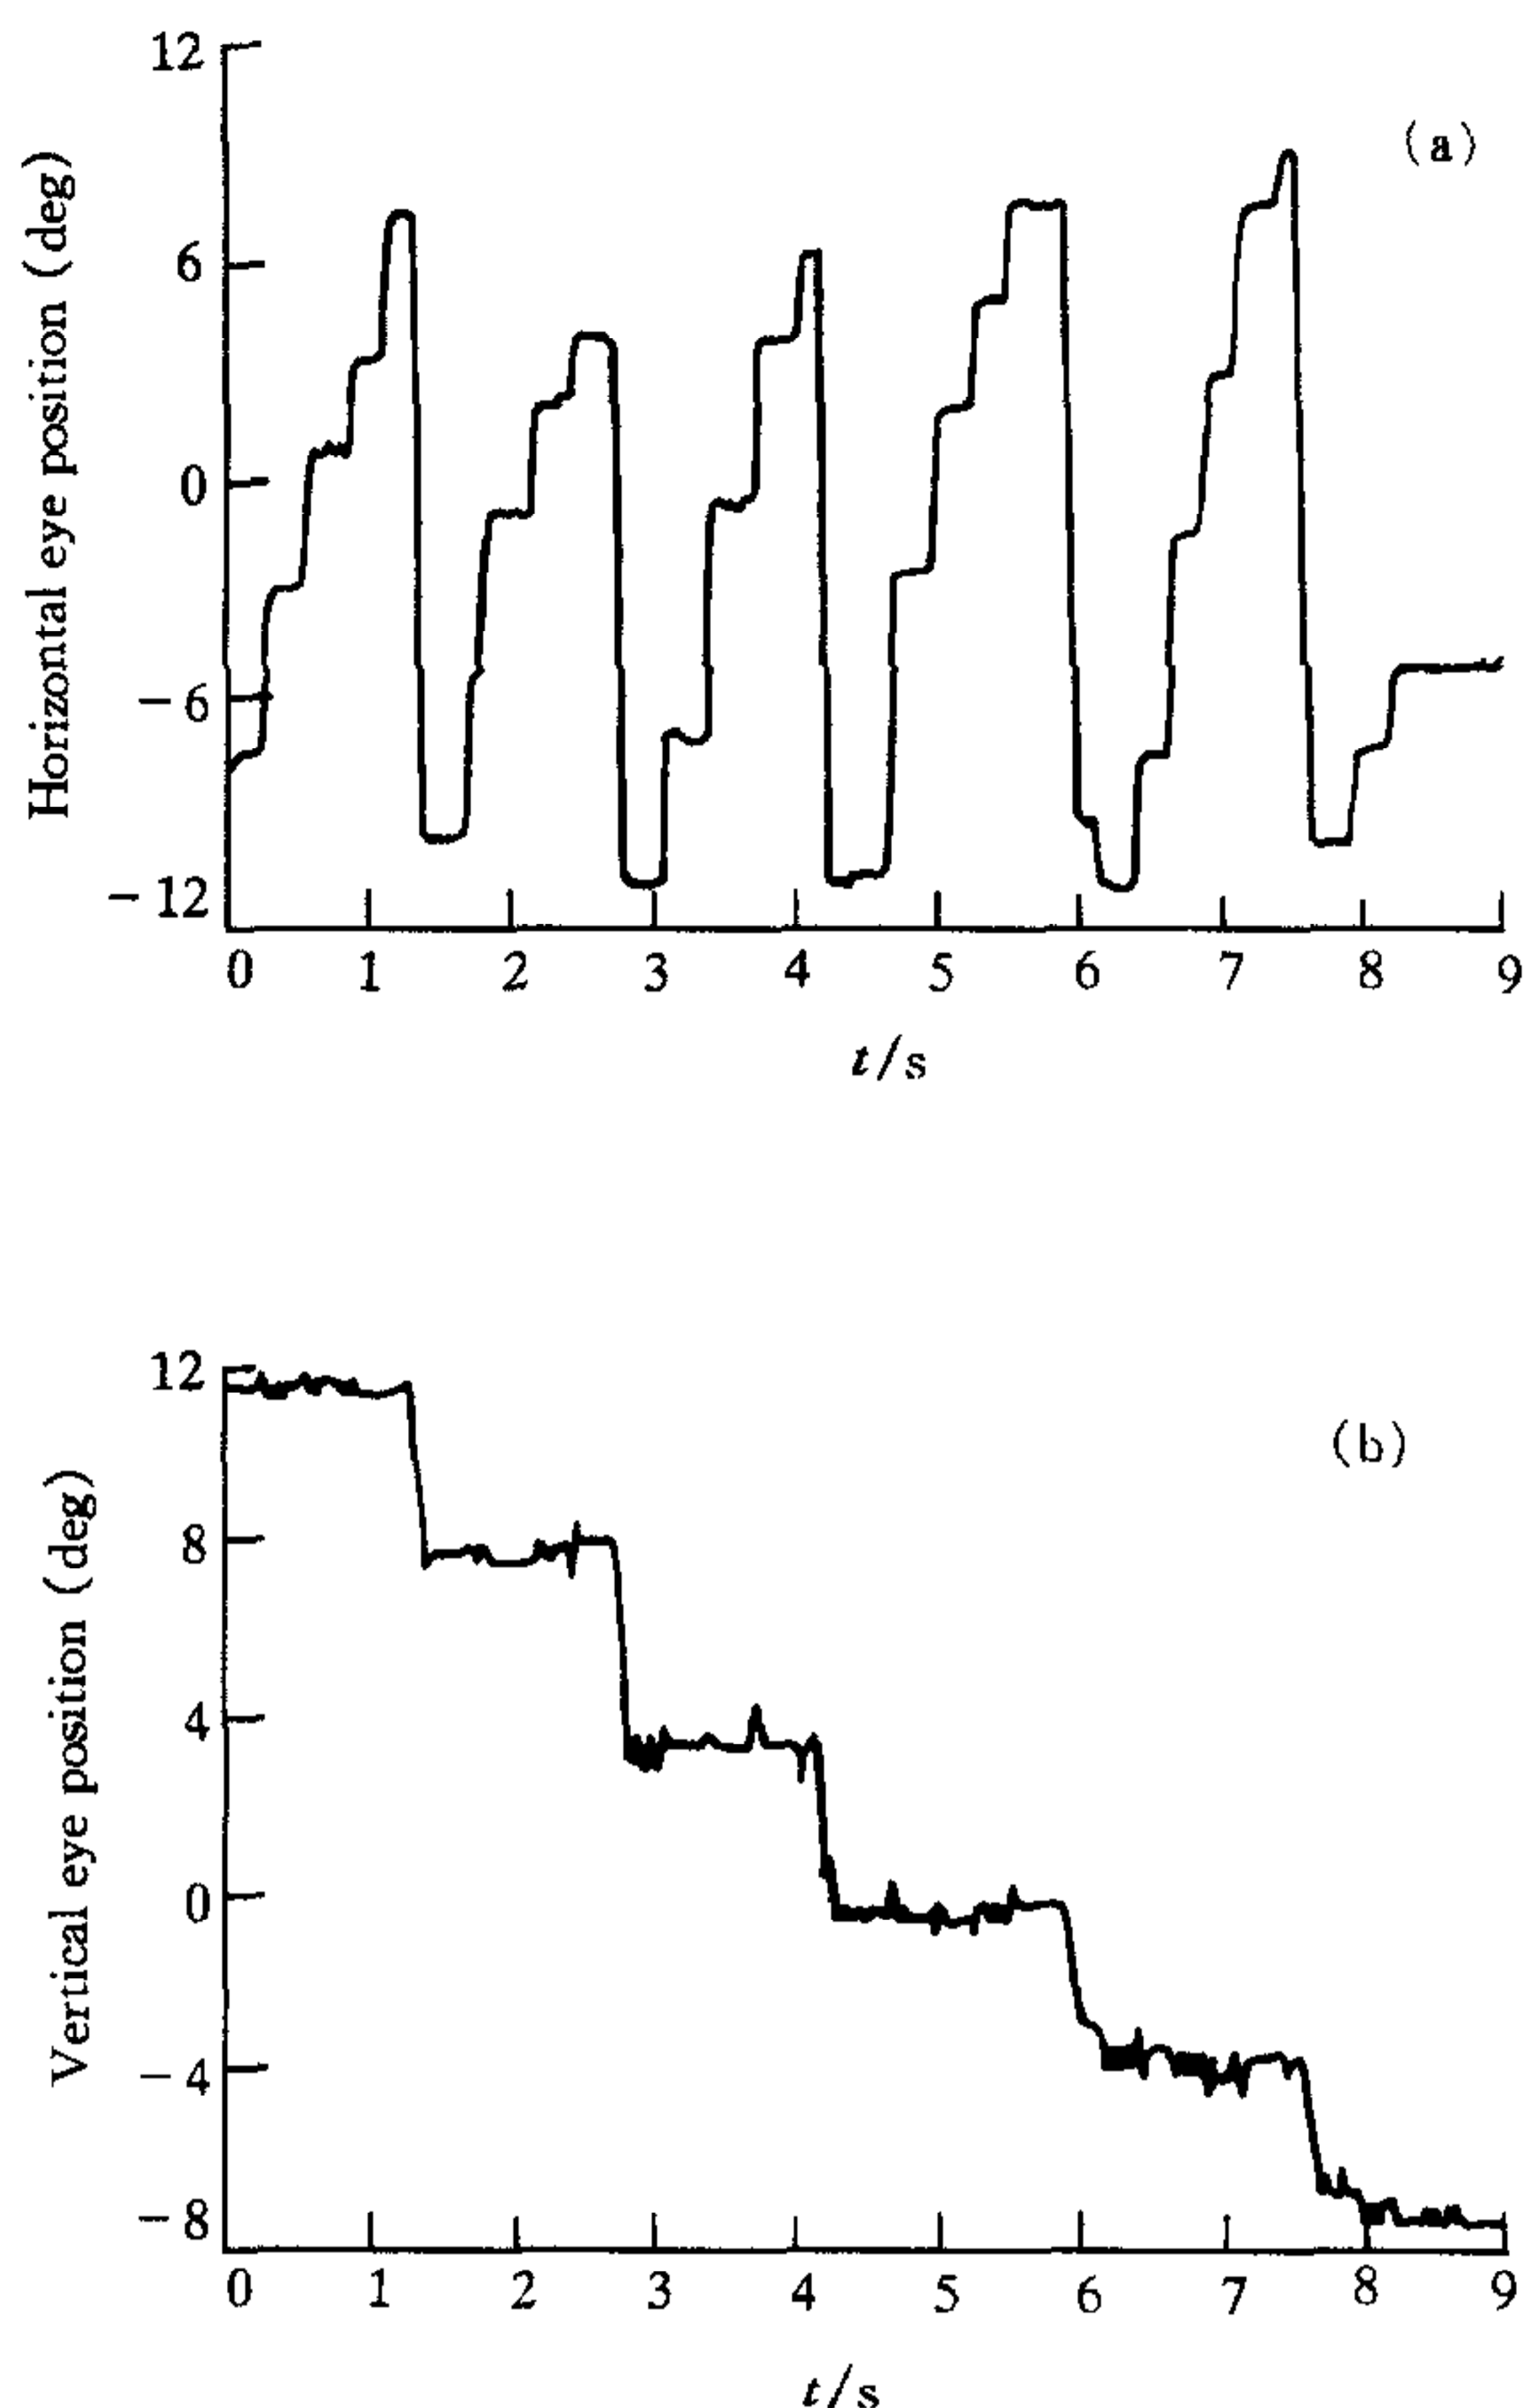 12
(a)
6
0
－6
－12
Horizontal eye position (deg)
0 1 2 3 4 5 6 7 8 9
t/s
12
(b)
8
4
0
－4
－8
Vertical eye position (deg)
0 1 2 3 4 5 6 7 8 9
t/s